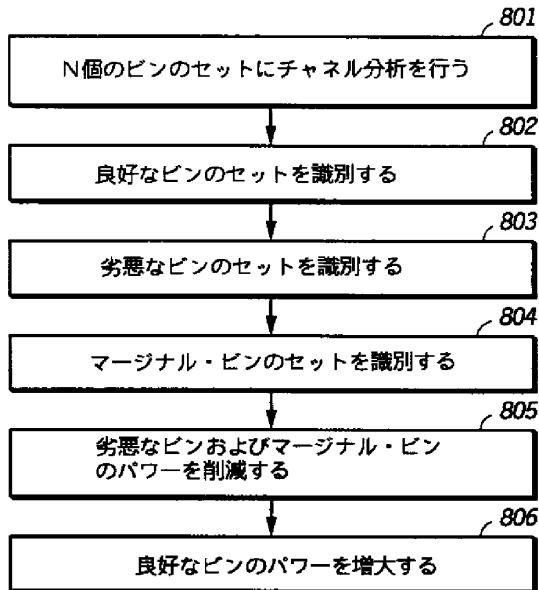 801
N個のビンのセットにチャネル分析を行う
802
良好なビンのセットを識別する
803
劣悪なビンのセットを識別する
804
マージナル・ビンのセットを識別する
805
劣悪なビンおよびマージナル・ビン
のパワーを削減する
806
良好なビンのパワーを増大する